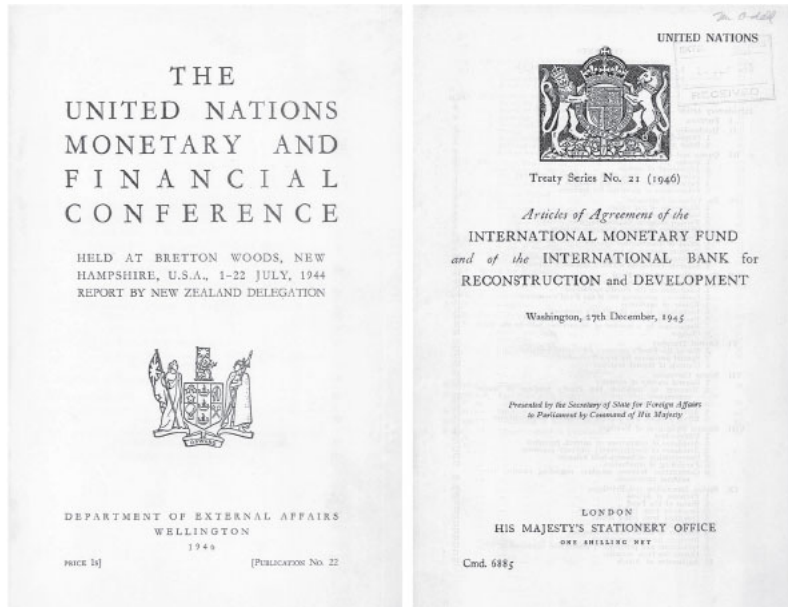 THE
UNITED NATIONS
MONETARY AND
FINANCIAL
CONFERENCE
HELD AT BRETTON WOODS, NEW
HAMPSHIRE, U.S.A., 1-22 JULY, 1944
REPORT BY NEW ZEALAND DELEGATION
DEPARTMENT OF EXTERNAL AFFAIRS
WELLINGTON
PRICE 1s]
[PUBLICATION No. 22
UNITED NATIONS
RECEIVED
Treaty Series No. 21 (1946)
Articles of Agreement of the
INTERNATIONAL MONETARY FUND
and of the INTERNATIONAL BANK for
RECONSTRUCTION and DEVELOPMENT
Washington, 27th December, 1945
Presented by the Secretary of State for Foreign Affairs
to Parliament by Command of His Majesty
LONDON
HIS MAJESTY'S STATIONERY OFFICE
ONE SHILLING NET
Cmd. 6885